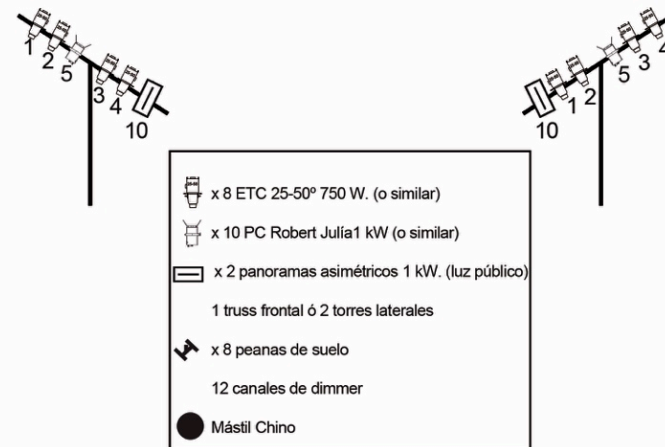 1
2
5
3
4
10
10
1
2
5
3
4
x 8 ETC 25-50º 750 W. (o similar)
x 10 PC Robert Julía1 kW (o similar)
x 2 panoramas asimétricos 1 kW. (luz público)
1 truss frontal ó 2 torres laterales
x 8 peanas de suelo
12 canales de dimmer
Mástil Chino